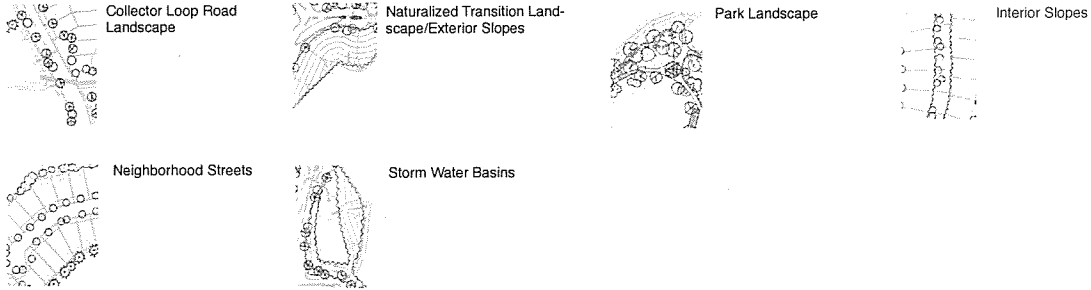 Collector Loop Road
Landscape
Naturalized Transition Land-
scape/Exterior Slopes
Park Landscape
Interior Slopes
Neighborhood Streets
Storm Water Basins